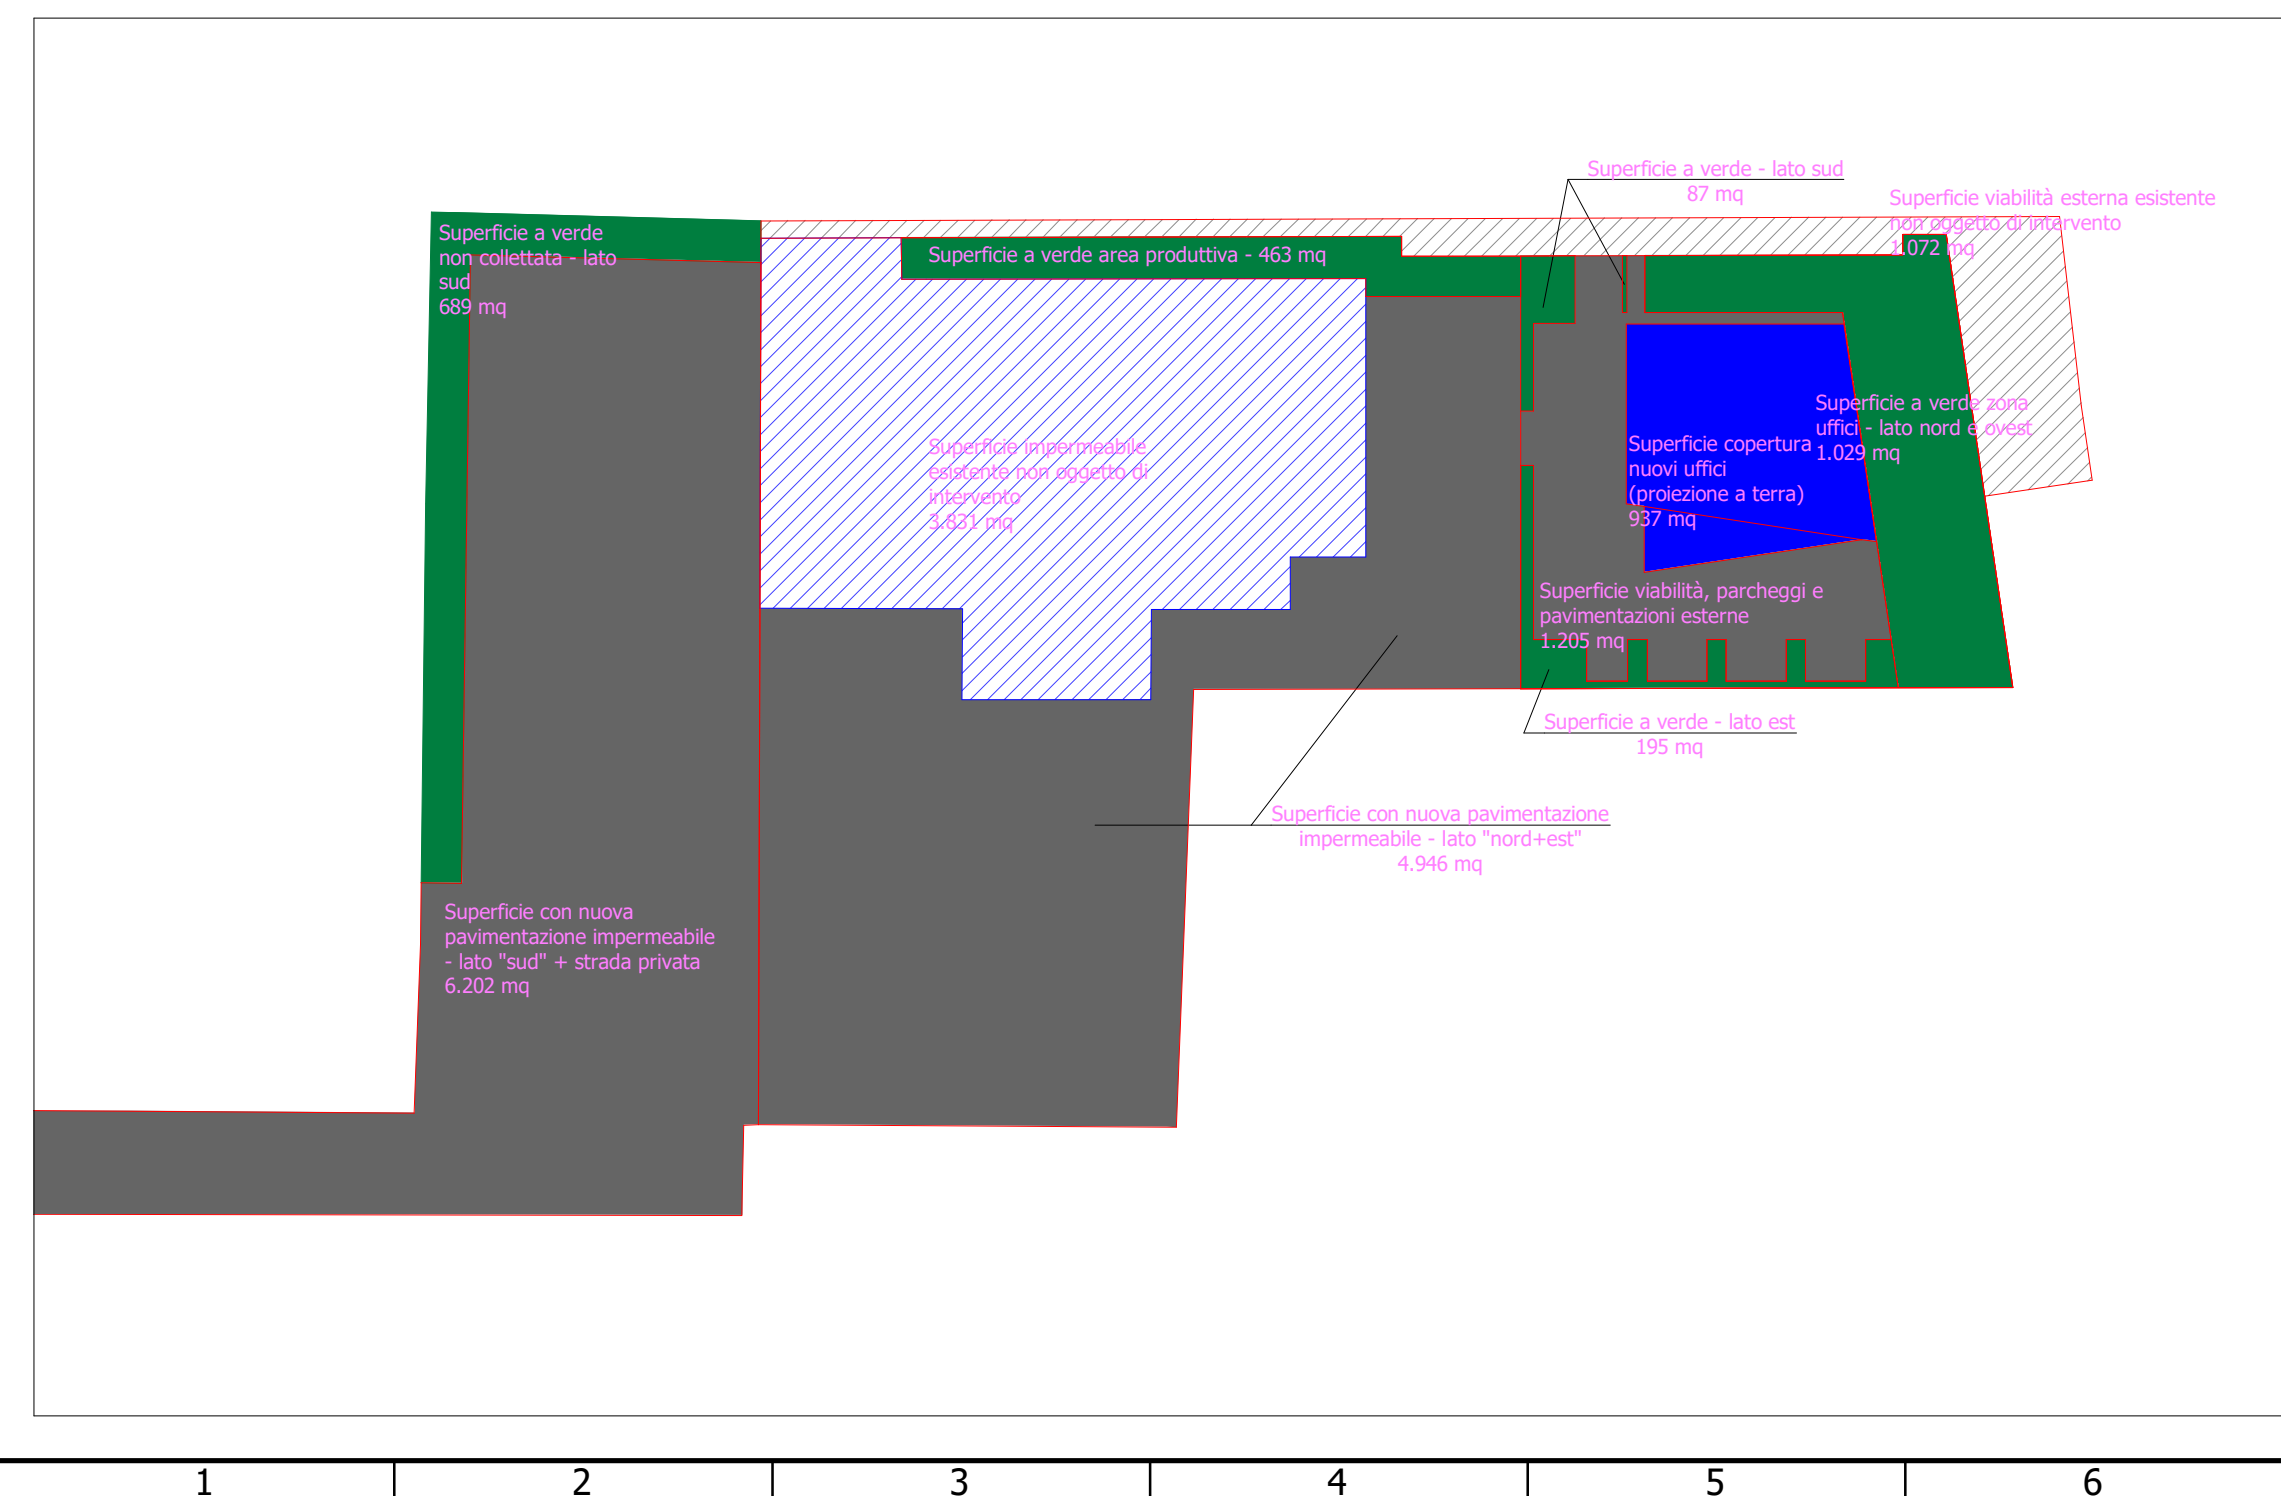 Superficie a verde - lato sud
87 mq
Superficie viabilità esterna esistente
non oggetto di intervento
1.072 mq
Superficie a verde
non collettata - lato
sud
689 mq
Superficie a verde area produttiva - 463 mq
Superficie a verde zona
uffici - lato nord e ovest
1.029 mq
Superficie impermeabile
esistente non oggetto di
intervento
3.831 mq
Superficie copertura
nuovi uffici
(proiezione a terra)
937 mq
Superficie viabilità, parcheggi e
pavimentazioni esterne
1.205 mq
Superficie a verde - lato est
195 mq
Superficie con nuova pavimentazione
impermeabile - lato "nord+est"
4.946 mq
Superficie con nuova
pavimentazione impermeabile
- lato "sud" + strada privata
6.202 mq
1 2 3 4 5 6